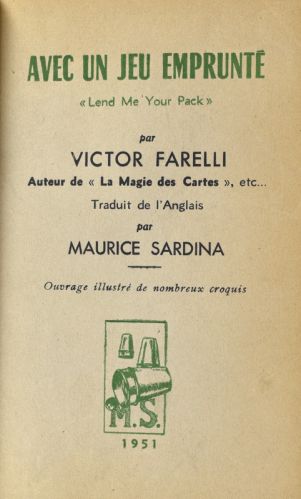 AVEC UN JEU EMPRUNTÉ
« Lend Me Your Pack »
par
VICTOR FARELLI
Auteur de « La Magie des Cartes », etc...
Traduit de l'Anglais
par
MAURICE SARDINA
Ouvrage illustré de nombreux croquis
M.S.
1951